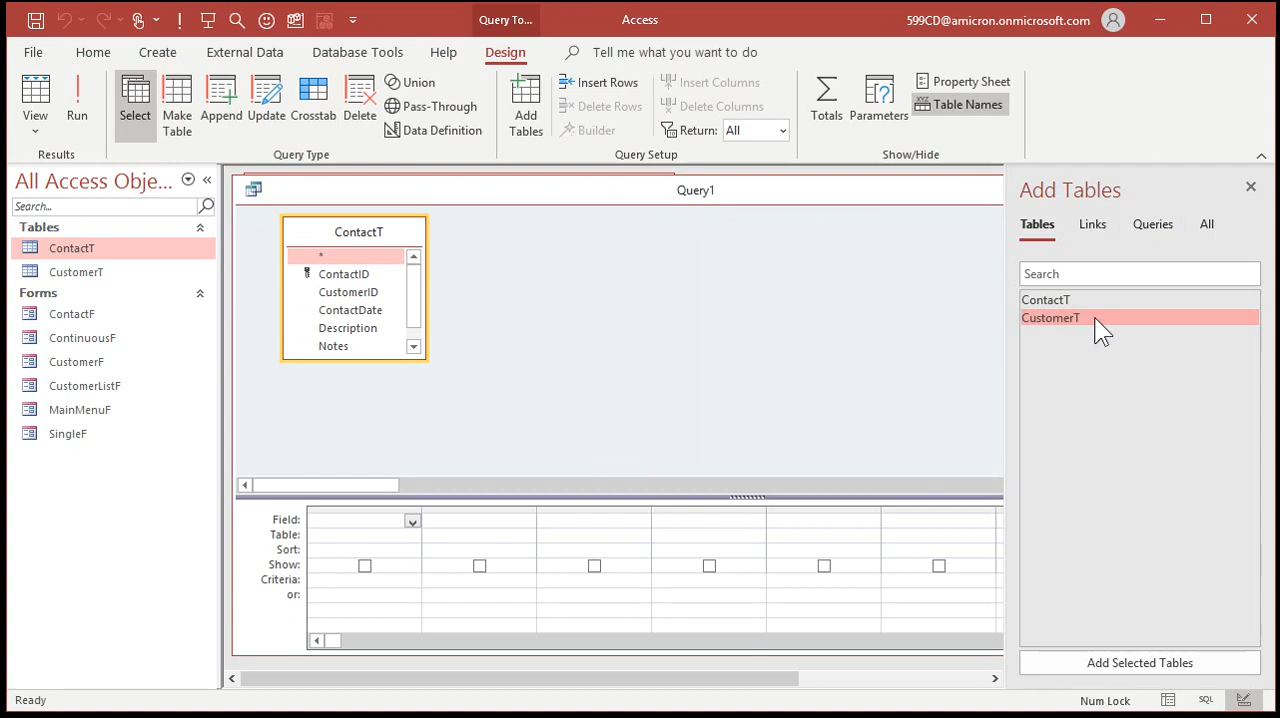 Query To...
Access
599CD@amicron.onmicrosoft.com
File
Home
Create
External Data
Database Tools
Help
Design
Tell me what you want to do
View
Run
Results
Select
Make Table
Append
Update
Crosstab
Delete
Union
Pass-Through
Data Definition
Query Type
Add Tables
Insert Rows
Delete Rows
Builder
Insert Columns
Delete Columns
Return: All
Query Setup
Totals
Parameters
Property Sheet
Table Names
Show/Hide
All Access Obje...
Search...
Tables
ContactT
CustomerT
Forms
ContactF
ContinuousF
CustomerF
CustomerListF
MainMenuF
SingleF
Query1
ContactT
*
ContactID
CustomerID
ContactDate
Description
Notes
Field:
Table:
Sort:
Show:
Criteria:
or:
Add Tables
Tables
Links
Queries
All
Search
ContactT
CustomerT
Add Selected Tables
Ready
Num Lock
SQL